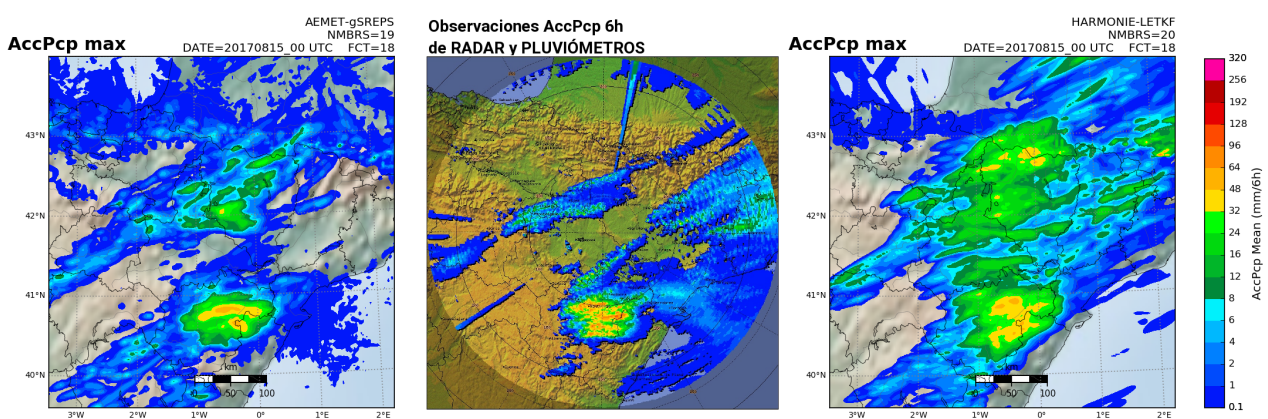 AEMET-gSREPS
NMBRS=19
AccPcp max
DATE=20170815_00 UTC FCT=18
43°N
42°N
41°N
40°N
3°W
2°W
1°W
0°
1°E
2°E
km
0
50
100
Observaciones AccPcp 6h
de RADAR y PLUVIÓMETROS
HARMONIE-LETKF
NMBRS=20
AccPcp max
DATE=20170815_00 UTC FCT=18
43°N
42°N
41°N
40°N
3°W
2°W
1°W
0°
1°E
2°E
km
0
50
100
320
256
192
128
96
64
48
32
24
16
12
8
6
4
2
1
0.1
AccPcp Mean (mm/6h)